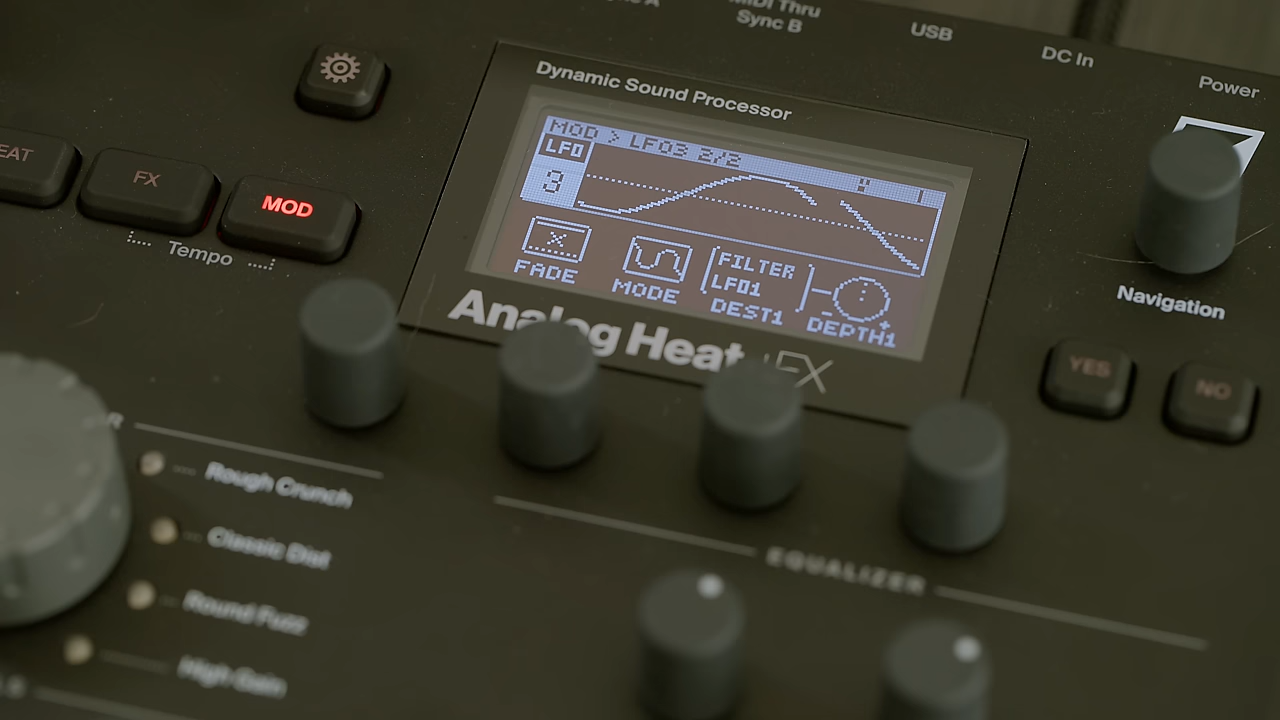 MIDI Thru
Sync B
USB
DC In
Power
Dynamic Sound Processor
MOD > LFO3 2/2
LFO
3
FADE
MODE
FILTER
LFO1
DEST1
DEPTH1
FX
MOD
Tempo
Analog Heat +FX
Navigation
YES
NO
Rough Crunch
Classic Dist
Round Fuzz
High Gain
EQUALIZER